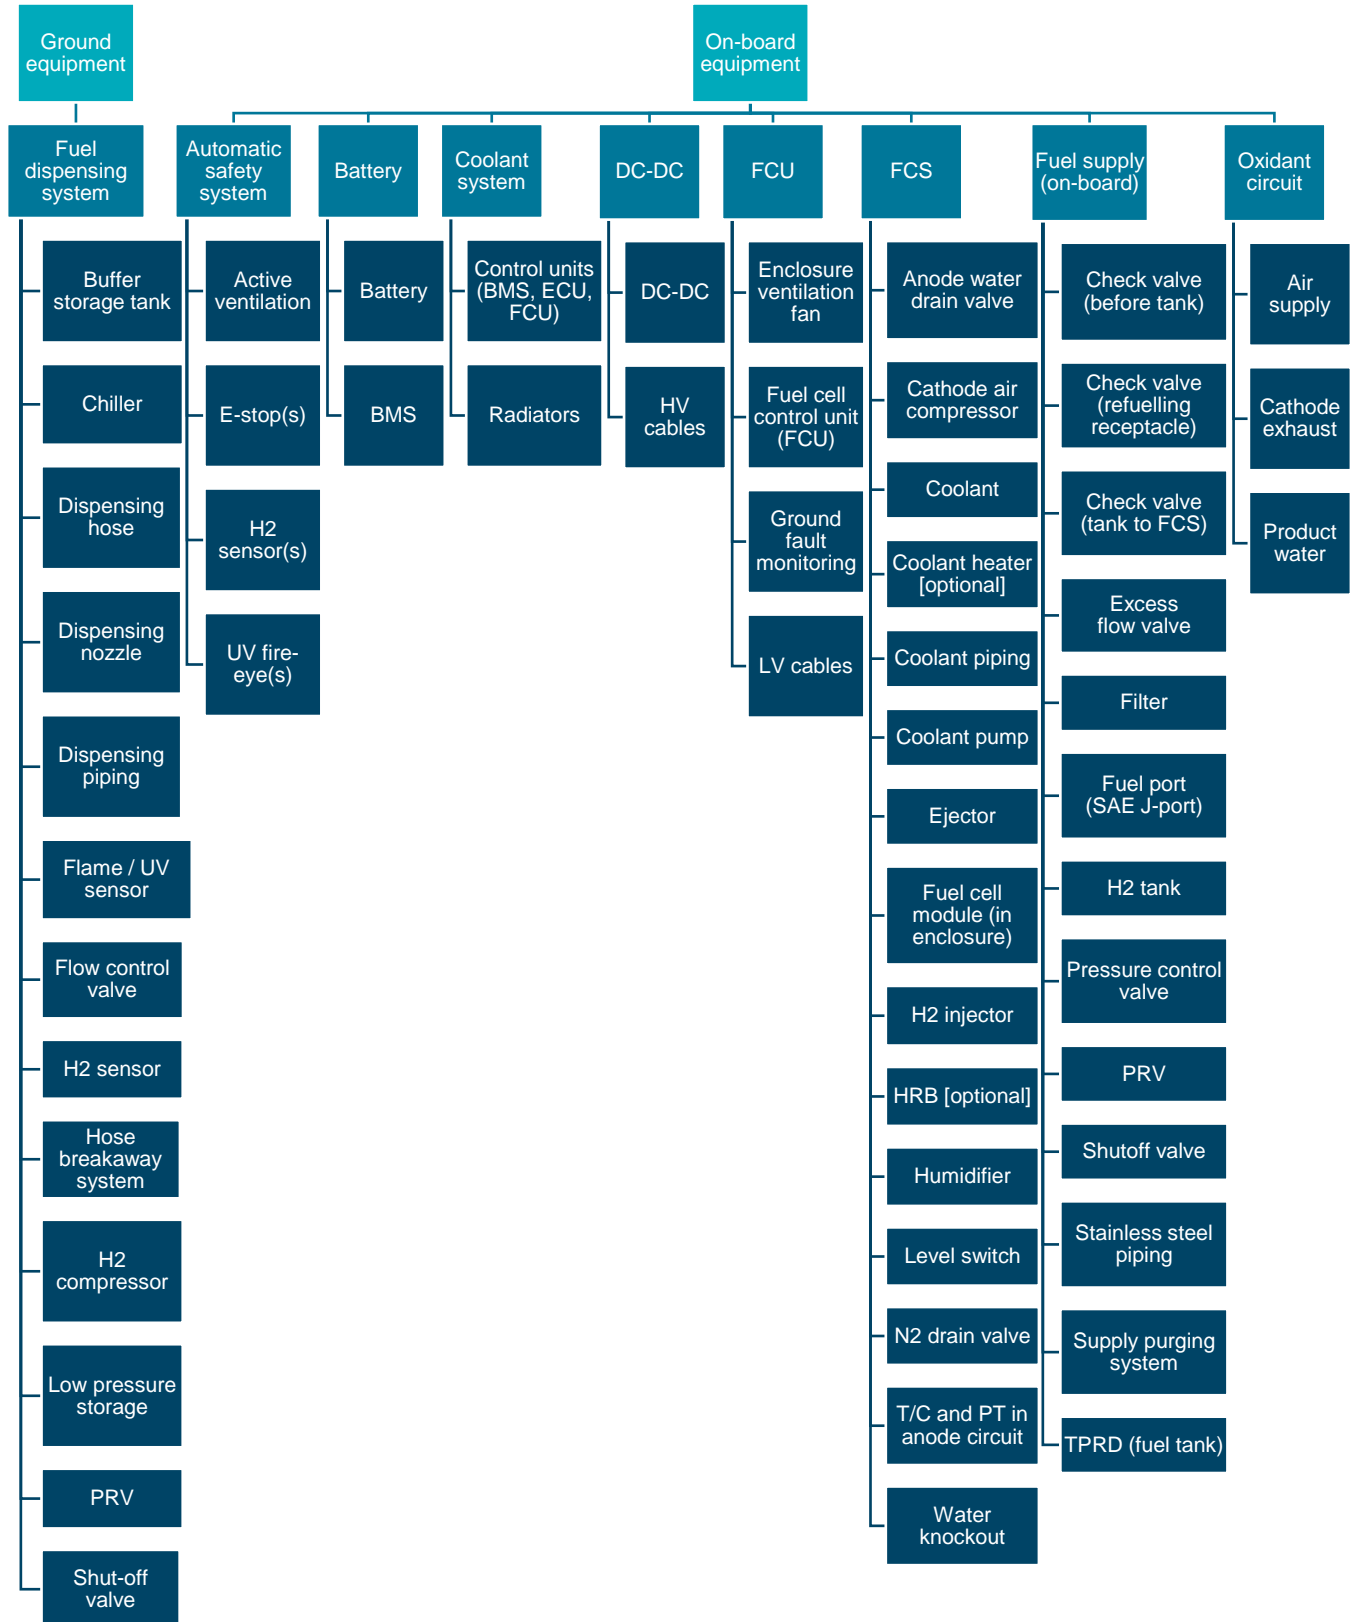 Ground
equipment
On-board
equipment
Fuel
dispensing
system
Automatic
safety
system
Battery
Coolant
system
DC-DC
FCU
FCS
Fuel supply
(on-board)
Oxidant
circuit
Buffer
storage tank
Chiller
Dispensing
hose
Dispensing
nozzle
Dispensing
piping
Flame / UV
sensor
Flow control
valve
H2 sensor
Hose
breakaway
system
H2
compressor
Low pressure
storage
PRV
Shut-off
valve
Active
ventilation
E-stop(s)
H2
sensor(s)
UV fire-
eye(s)
Battery
BMS
Control units
(BMS, ECU,
FCU)
Radiators
DC-DC
HV
cables
Enclosure
ventilation
fan
Fuel cell
control unit
(FCU)
Ground
fault
monitoring
LV cables
Anode water
drain valve
Cathode air
compressor
Coolant
Coolant heater
[optional]
Coolant piping
Coolant pump
Ejector
Fuel cell
module (in
enclosure)
H2 injector
HRB [optional]
Humidifier
Level switch
N2 drain valve
T/C and PT in
anode circuit
Water
knockout
Check valve
(before tank)
Check valve
(refuelling
receptacle)
Check valve
(tank to FCS)
Excess
flow valve
Filter
Fuel port
(SAE J-port)
H2 tank
Pressure control
valve
PRV
Shutoff valve
Stainless steel
piping
Supply purging
system
TPRD (fuel tank)
Air
supply
Cathode
exhaust
Product
water